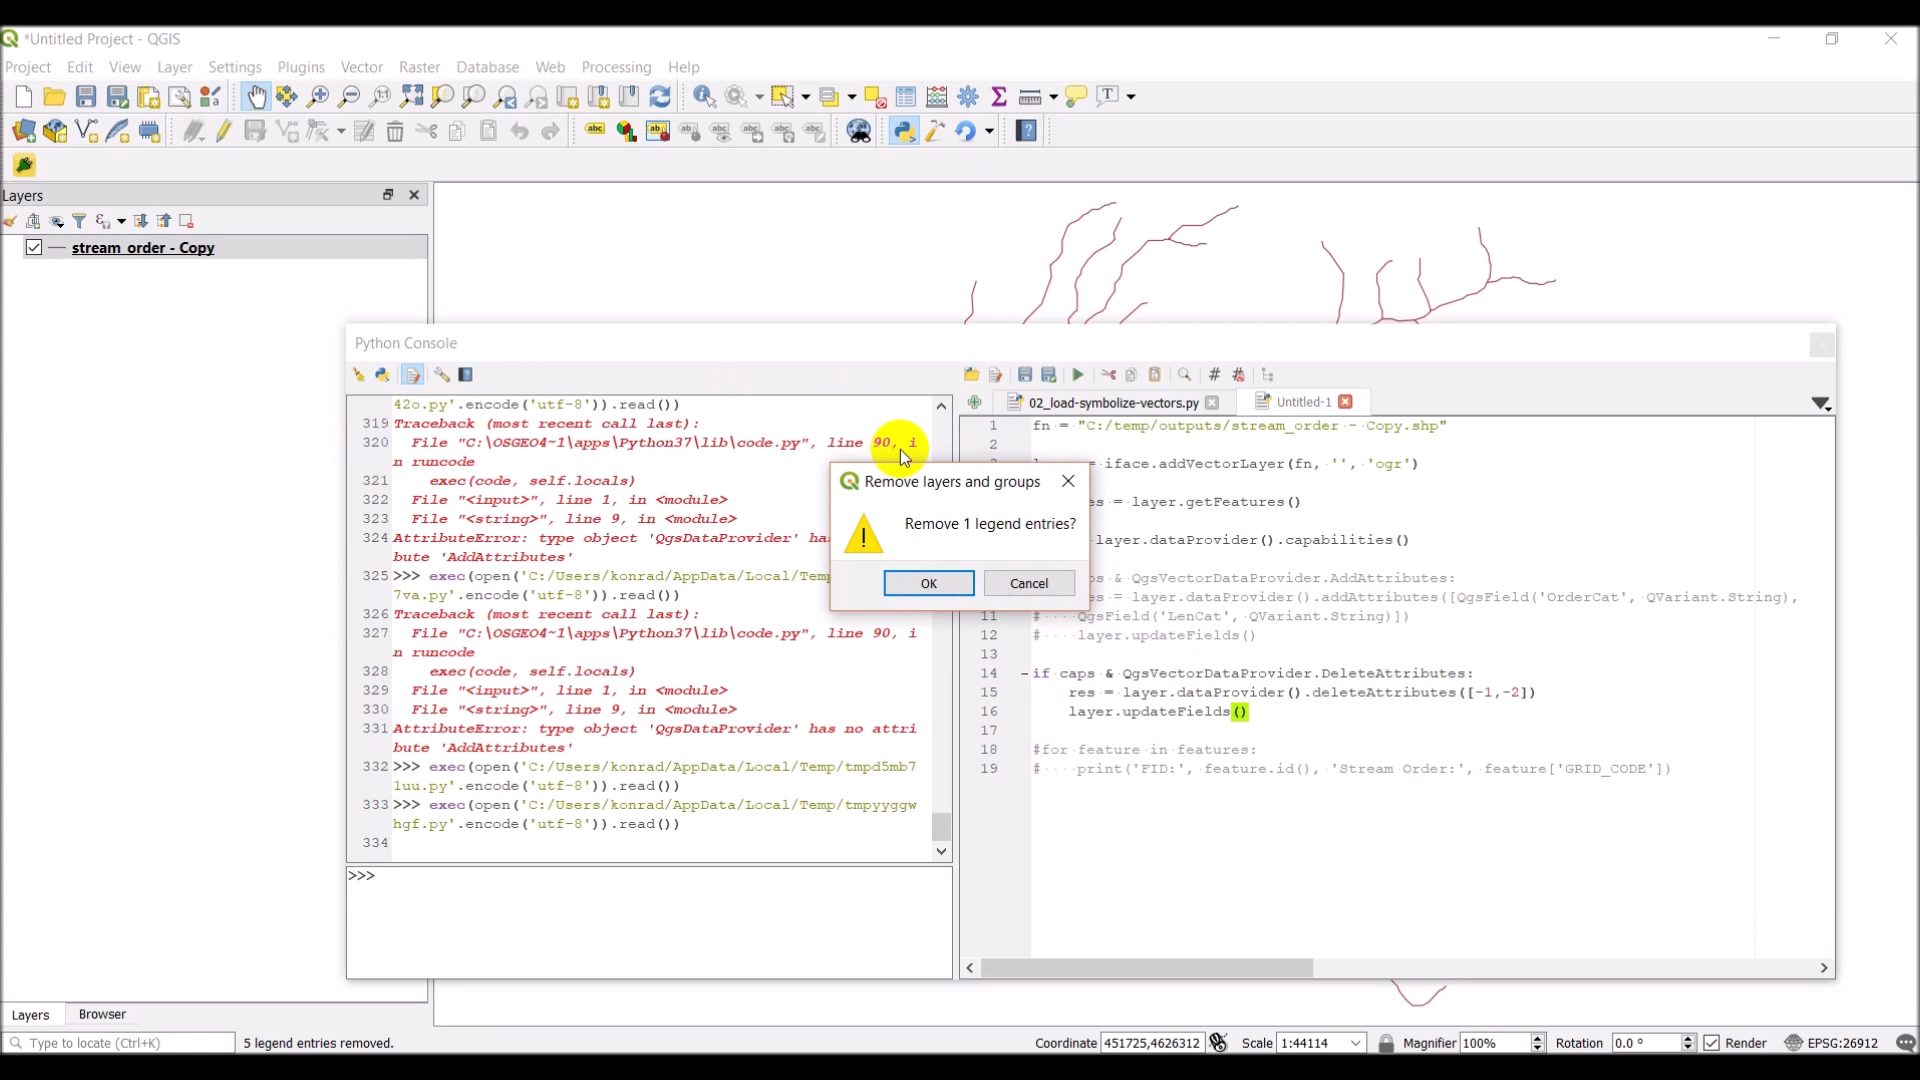 *Untitled Project - QGIS
Project Edit View Layer Settings Plugins Vector Raster Database Web Processing Help
Layers
stream_order - Copy
Python Console
42o.py'.encode('utf-8')).read())
319 Traceback (most recent call last):
320 File "C:\OSGEO4~1\apps\Python37\lib\code.py", line 90, i
n runcode
321 exec(code, self.locals)
322 File "<input>", line 1, in <module>
323 File "<string>", line 9, in <module>
324 AttributeError: type object 'QgsDataProvider' has
bute 'AddAttributes'
325 >>> exec(open('C:/Users/konrad/AppData/Local/Temp
7va.py'.encode('utf-8')).read())
326 Traceback (most recent call last):
327 File "C:\OSGEO4~1\apps\Python37\lib\code.py", line 90, i
n runcode
328 exec(code, self.locals)
329 File "<input>", line 1, in <module>
330 File "<string>", line 9, in <module>
331 AttributeError: type object 'QgsDataProvider' has no attri
bute 'AddAttributes'
332 >>> exec(open('C:/Users/konrad/AppData/Local/Temp/tmpd5mb7
1uu.py'.encode('utf-8')).read())
333 >>> exec(open('C:/Users/konrad/AppData/Local/Temp/tmpyyggw
hgf.py'.encode('utf-8')).read())
334
>>>
02_load-symbolize-vectors.py Untitled-1
1 fn = "C:/temp/outputs/stream_order - Copy.shp"
2
= iface.addVectorLayer(fn, '', 'ogr')
es = layer.getFeatures()
layer.dataProvider().capabilities()
& QgsVectorDataProvider.AddAttributes:
= layer.dataProvider().addAttributes([QgsField('OrderCat', QVariant.String),
11 # QgsField('LenCat', QVariant.String)])
12 # layer.updateFields()
13
14 if caps & QgsVectorDataProvider.DeleteAttributes:
15 res = layer.dataProvider().deleteAttributes([-1,-2])
16 layer.updateFields()
17
18 #for feature in features:
19 # print('FID:', feature.id(), 'Stream Order:', feature['GRID_CODE'])
Remove layers and groups
Remove 1 legend entries?
OK Cancel
Layers Browser
Type to locate (Ctrl+K) 5 legend entries removed. Coordinate 451725,4626312 Scale 1:44114 Magnifier 100% Rotation 0.0 ° Render EPSG:26912